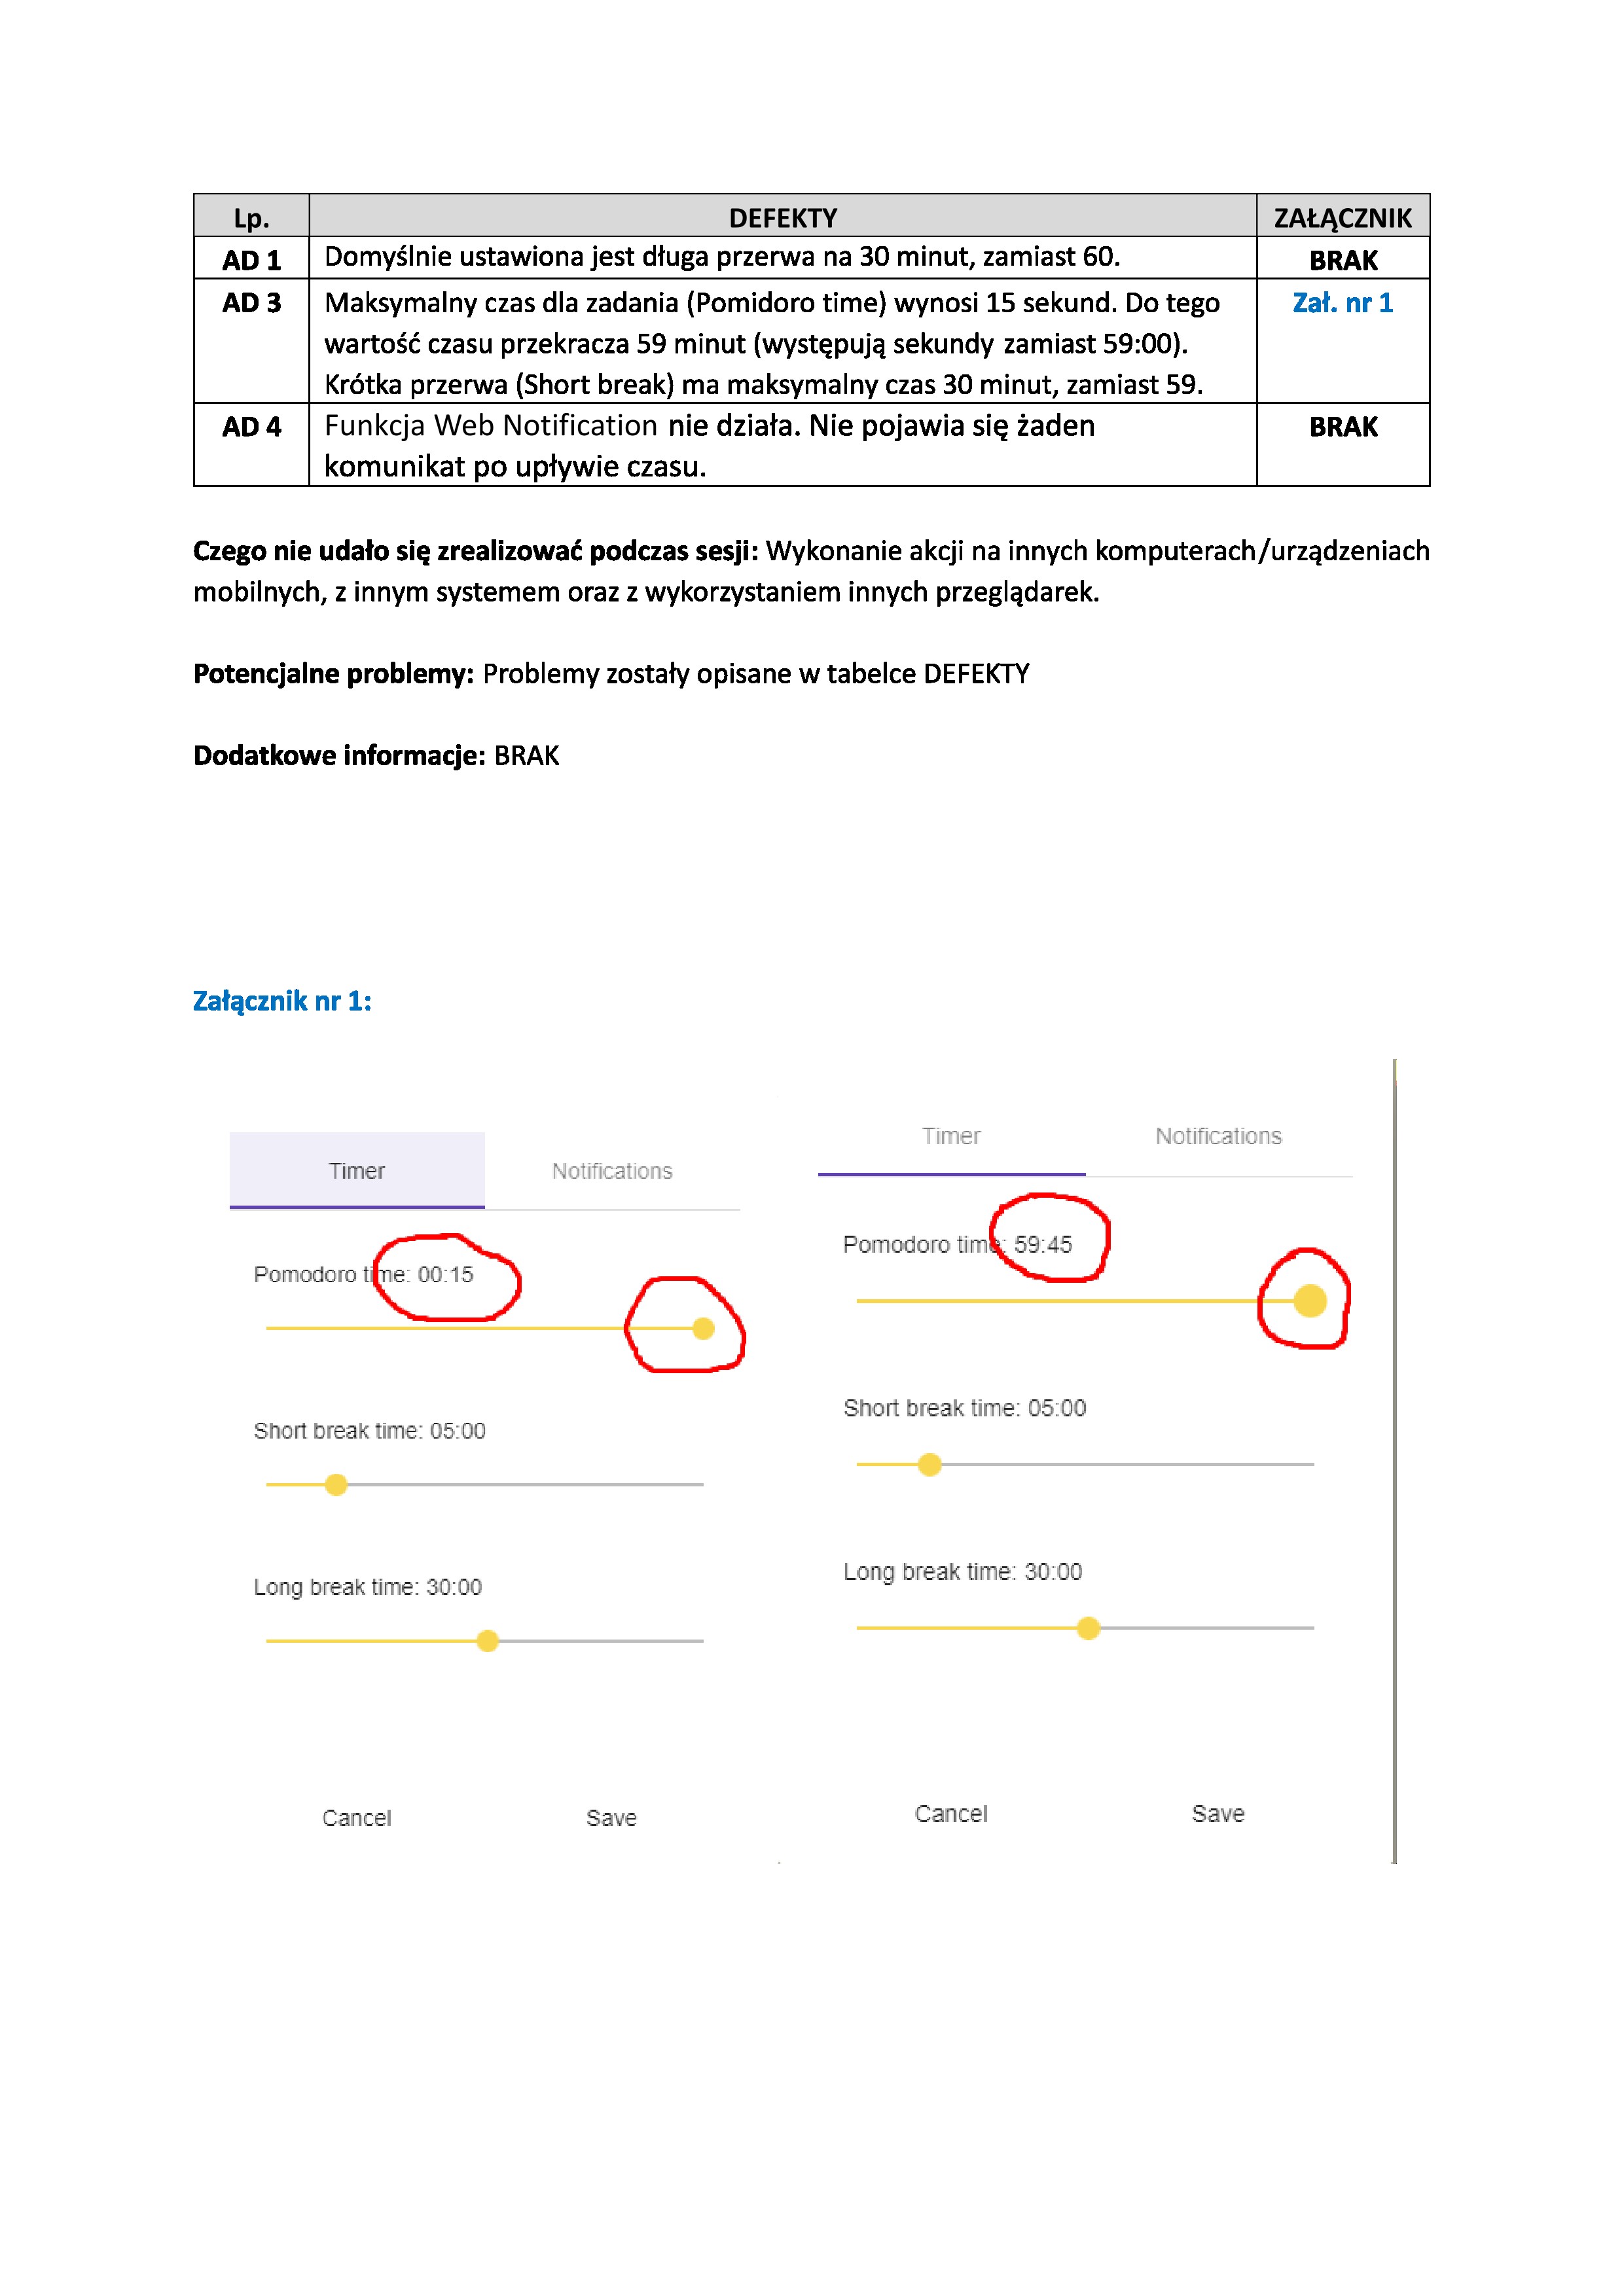 Lp. DEFEKTY ZAŁĄCZNIK
AD 1 Domyślnie ustawiona jest długa przerwa na 30 minut, zamiast 60. BRAK
AD 3 Maksymalny czas dla zadania (Pomidoro time) wynosi 15 sekund. Do tego Zał. nr 1
wartość czasu przekracza 59 minut (występują sekundy zamiast 59:00).
Krótka przerwa (Short break) ma maksymalny czas 30 minut, zamiast 59.
AD 4 Funkcja Web Notification nie działa. Nie pojawia się żaden BRAK
komunikat po upływie czasu.
Czego nie udało się zrealizować podczas sesji: Wykonanie akcji na innych komputerach/urządzeniach
mobilnych, z innym systemem oraz z wykorzystaniem innych przeglądarek.
Potencjalne problemy: Problemy zostały opisane w tabelce DEFEKTY
Dodatkowe informacje: BRAK
Załącznik nr 1:
Timer Notifications
Pomodoro time: 00:15
Short break time: 05:00
Long break time: 30:00
Cancel Save
Timer Notifications
Pomodoro time: 59:45
Short break time: 05:00
Long break time: 30:00
Cancel Save